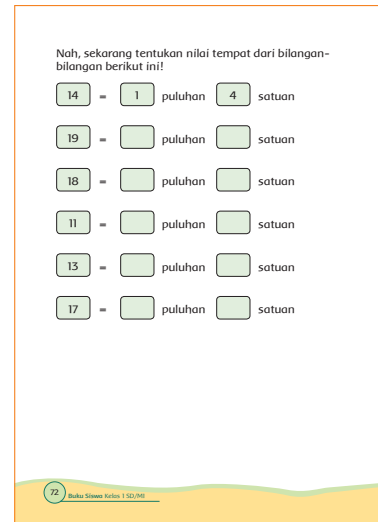 Nah, sekarang tentukan nilai tempat dari bilangan-
bilangan berikut ini!
14 = 1 puluhan 4 satuan
19 = puluhan satuan
18 = puluhan satuan
11 = puluhan satuan
13 = puluhan satuan
17 = puluhan satuan
72 Buku Siswa Kelas 1 SD/MI